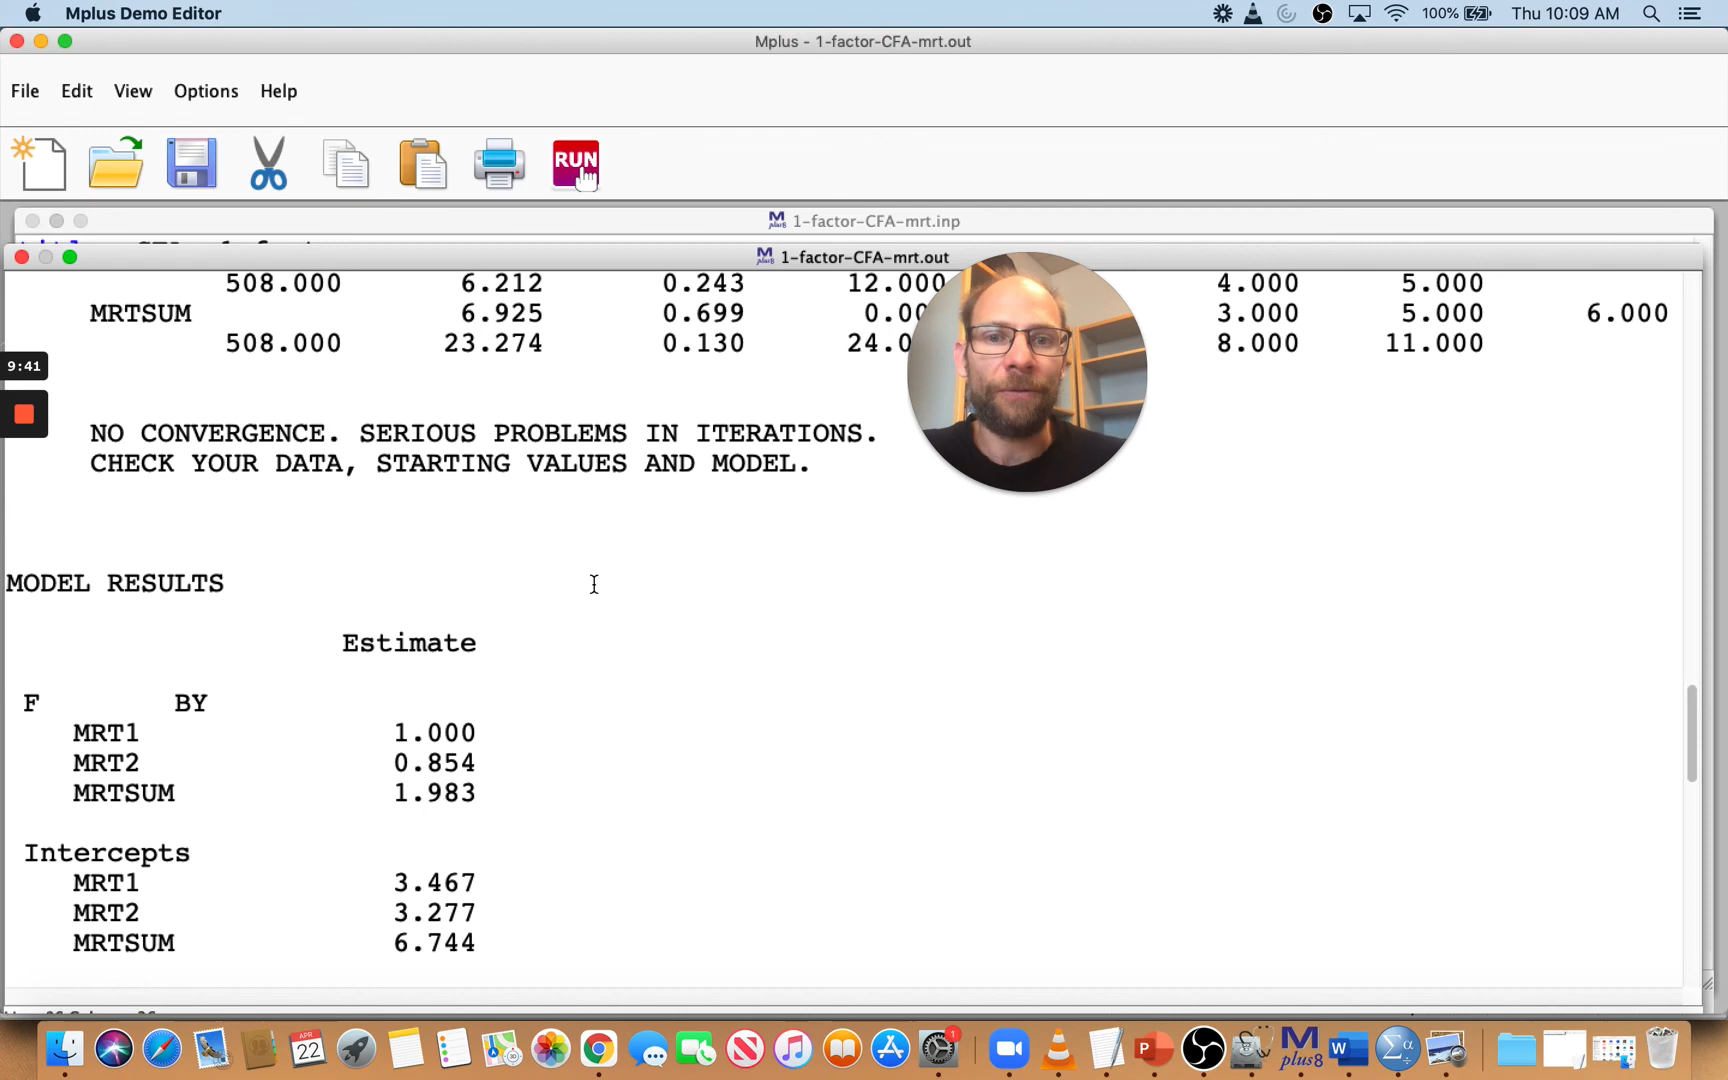 Mplus Demo Editor
100%
Thu 10:09 AM
Mplus - 1-factor-CFA-mrt.out
File Edit View Options Help
RUN
1-factor-CFA-mrt.inp
1-factor-CFA-mrt.out
508.000 6.212 0.243 12.000 4.000 5.000
MRTSUM 6.925 0.699 3.000 5.000 6.000
508.000 23.274 0.130 8.000 11.000
9:41
NO CONVERGENCE. SERIOUS PROBLEMS IN ITERATIONS.
CHECK YOUR DATA, STARTING VALUES AND MODEL.
MODEL RESULTS
Estimate
F BY
MRT1 1.000
MRT2 0.854
MRTSUM 1.983
Intercepts
MRT1 3.467
MRT2 3.277
MRTSUM 6.744
APR
22
1